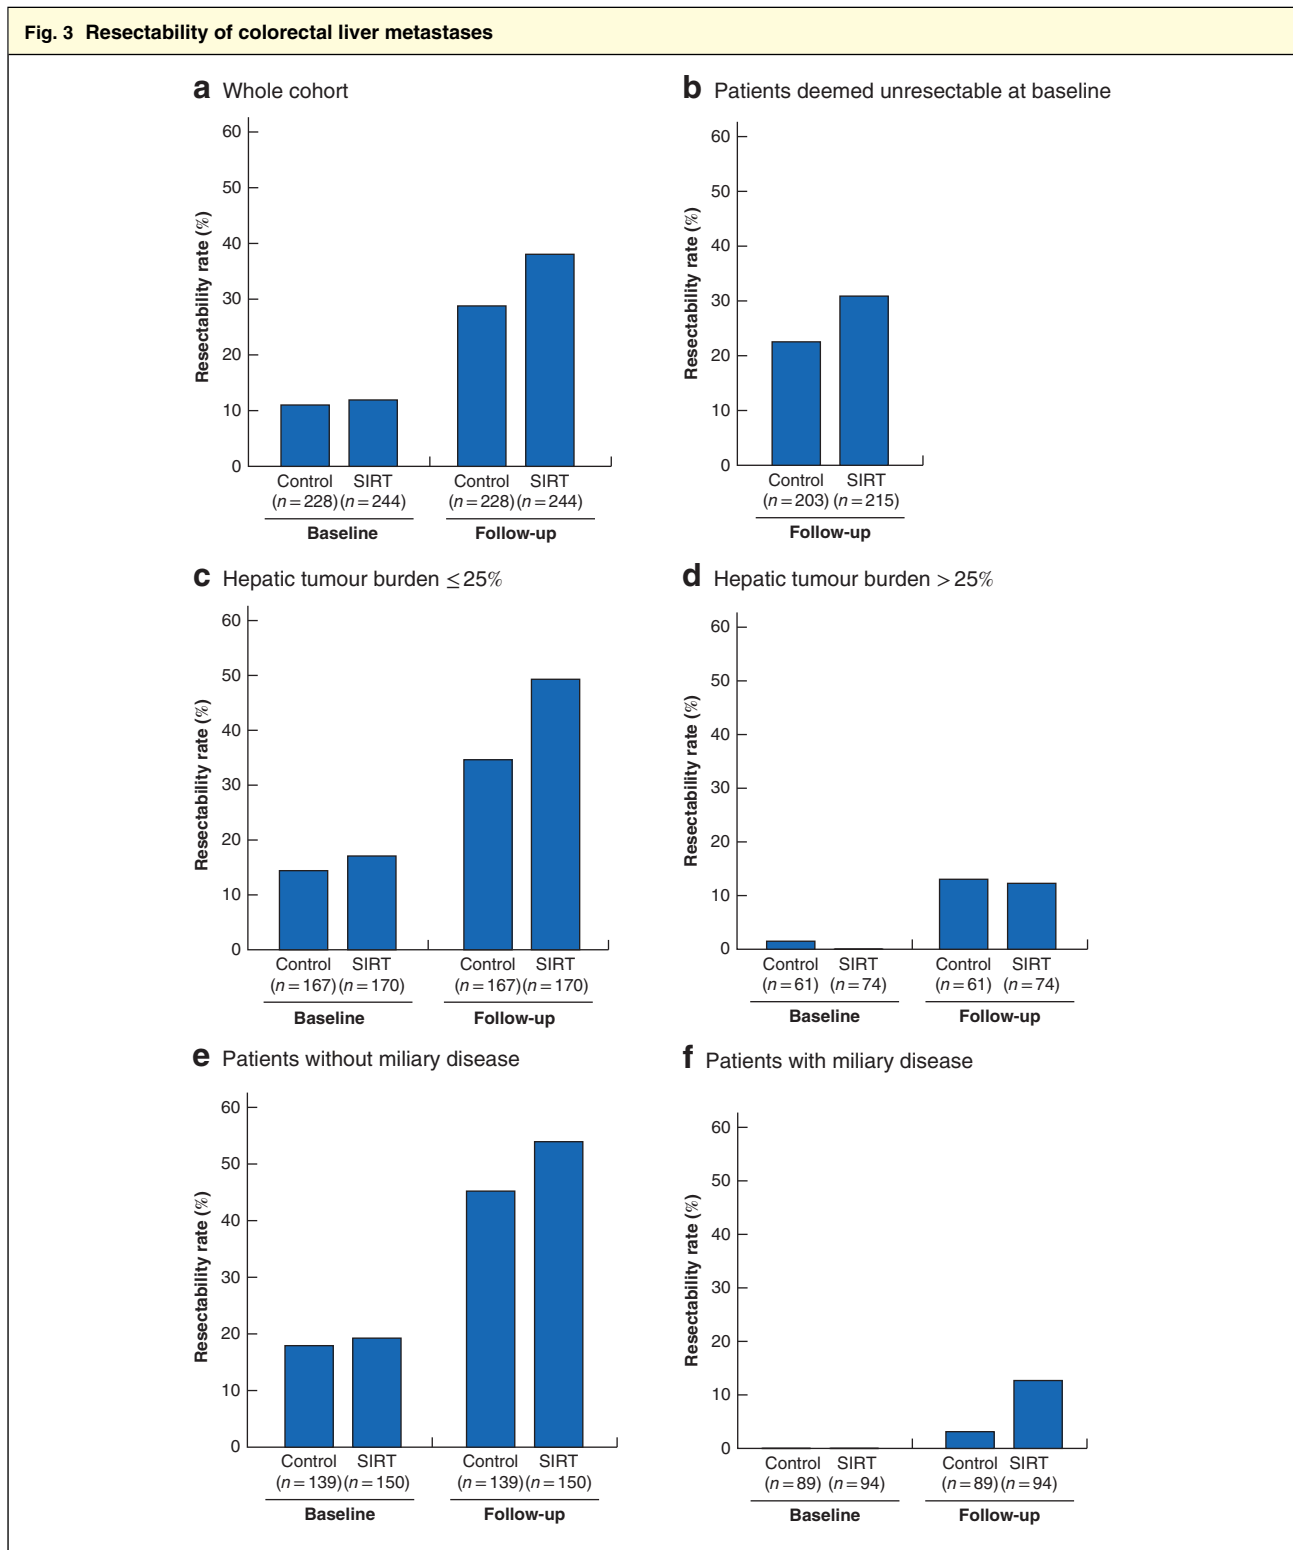 Fig. 3 Resectability of colorectal liver metastases
a Whole cohort
60
50
40
30
20
10
0
Resectability rate (%)
Control SIRT Control SIRT
(n = 228) (n = 244) (n = 228) (n = 244)
Baseline Follow-up
b Patients deemed unresectable at baseline
60
50
40
30
20
10
0
Resectability rate (%)
Control SIRT
(n = 203) (n = 215)
Follow-up
c Hepatic tumour burden ≤ 25%
60
50
40
30
20
10
0
Resectability rate (%)
Control SIRT Control SIRT
(n = 167) (n = 170) (n = 167) (n = 170)
Baseline Follow-up
d Hepatic tumour burden > 25%
60
50
40
30
20
10
0
Resectability rate (%)
Control SIRT Control SIRT
(n = 61) (n = 74) (n = 61) (n = 74)
Baseline Follow-up
e Patients without miliary disease
60
50
40
30
20
10
0
Resectability rate (%)
Control SIRT Control SIRT
(n = 139) (n = 150) (n = 139) (n = 150)
Baseline Follow-up
f Patients with miliary disease
60
50
40
30
20
10
0
Resectability rate (%)
Control SIRT Control SIRT
(n = 89) (n = 94) (n = 89) (n = 94)
Baseline Follow-up